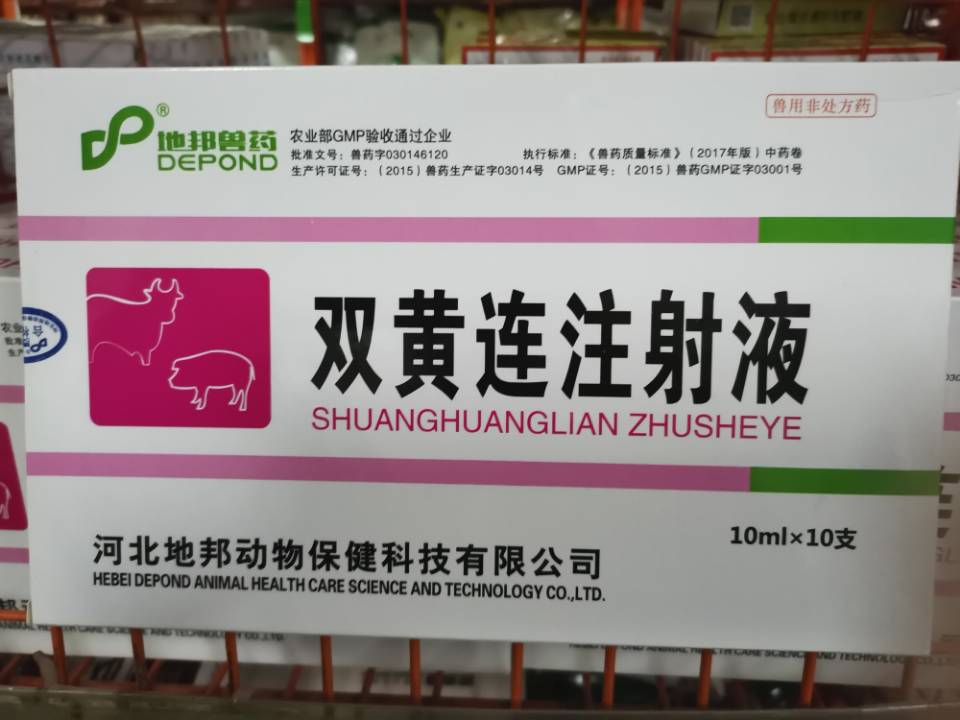 兽用非处方药
地邦兽药®
DEPOND
农业部GMP验收通过企业
批准文号：兽药字030146120 执行标准：《兽药质量标准》（2017年版）中药卷
生产许可证号：（2015）兽药生产证字03014号 GMP证号：（2015）兽药GMP证字03001号
双黄连注射液
SHUANGHUANGLIAN ZHUSHEYE
10ml×10支
河北地邦动物保健科技有限公司
HEBEI DEPOND ANIMAL HEALTH CARE SCIENCE AND TECHNOLOGY CO.,LTD.